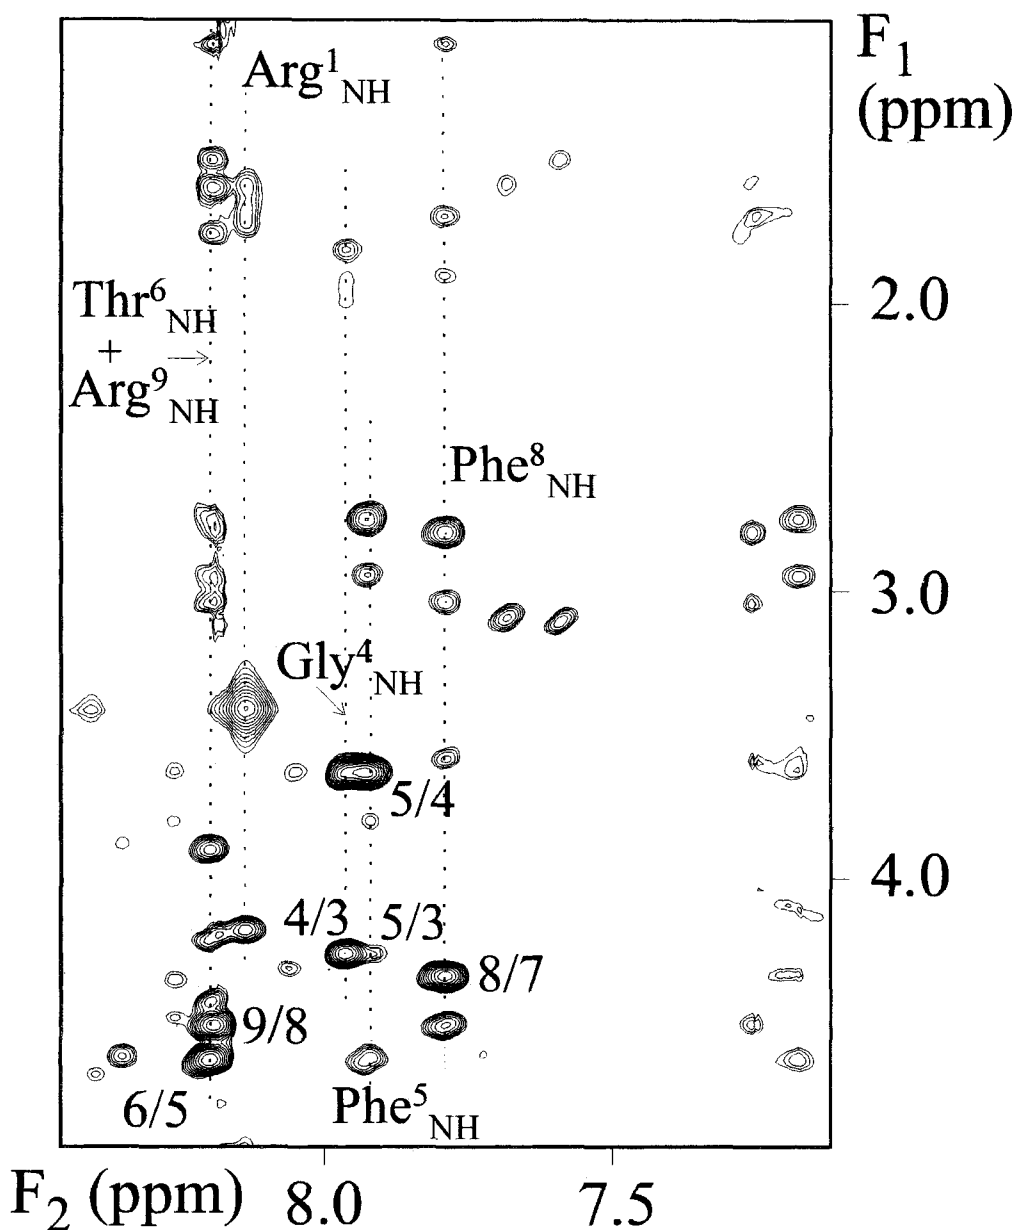 F₁
(ppm)
Arg¹NH
2.0
Thr⁶NH
+
Arg⁹NH
Phe⁸NH
3.0
Gly⁴NH
5/4
4.0
4/3 5/3
8/7
9/8
6/5
Phe⁵NH
F₂ (ppm) 8.0 7.5